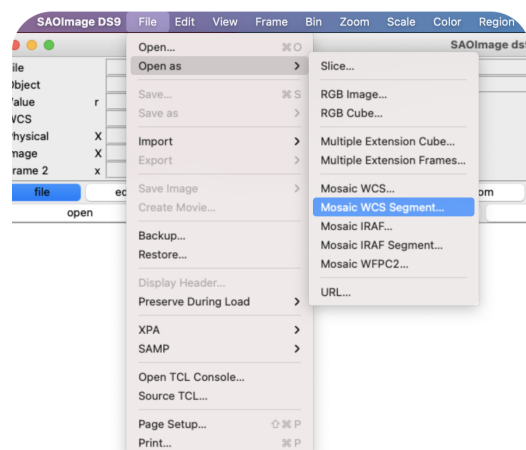 SAOImage DS9 File Edit View Frame Bin Zoom Scale Color Region
SAOImage ds
Open... ⌘O
Open as >
Save... ⌘S
Save as >
Import >
Export >
Save Image >
Create Movie...
Backup...
Restore...
Display Header...
Preserve During Load >
XPA >
SAMP >
Open TCL Console...
Source TCL...
Page Setup... ⇧⌘P
Print... ⌘P
Slice...
RGB Image...
RGB Cube...
Multiple Extension Cube...
Multiple Extension Frames...
Mosaic WCS...
Mosaic WCS Segment...
Mosaic IRAF...
Mosaic IRAF Segment...
Mosaic WFPC2...
URL...
ile
bject
alue r
VCS
hysical X
mage X
rame 2 x
file ed om
open